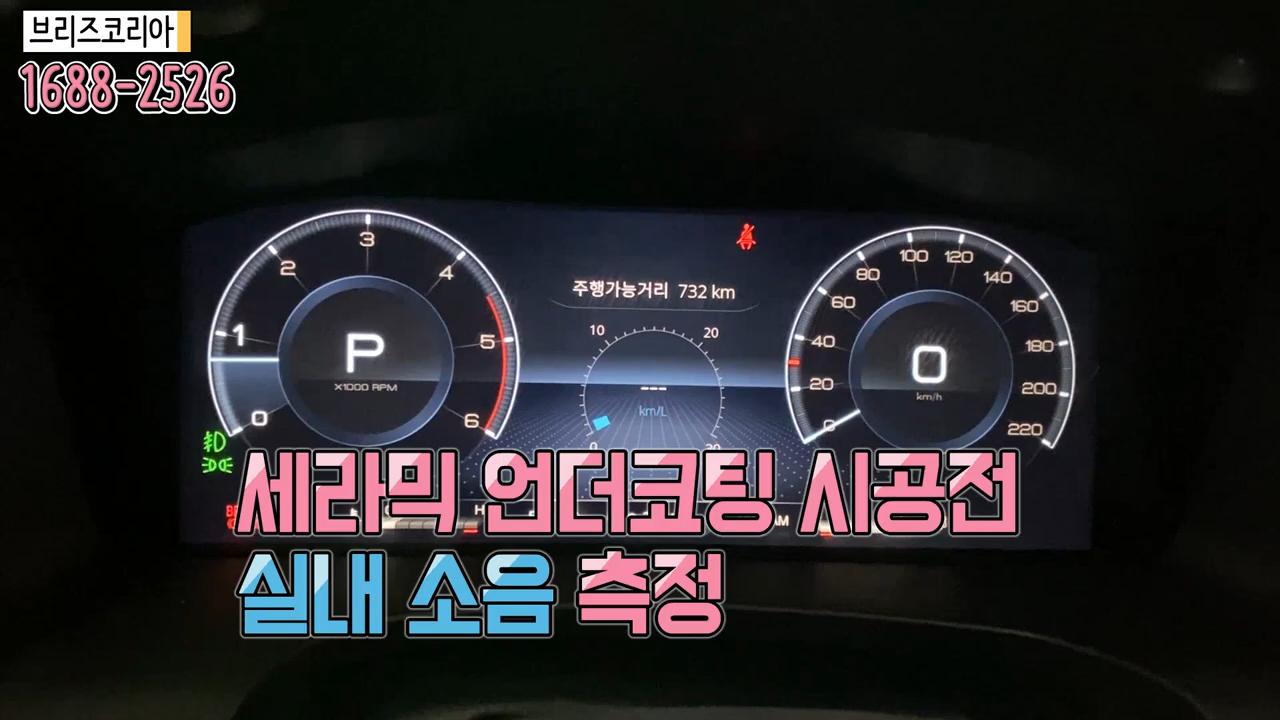 브리즈코리아
1688-2526
주행가능거리 732 km
0 1 2 3 4 5 6
P
X1000 RPM
10 20
---
km/L
0 20 40 60 80 100 120 140 160 180 200 220
0
km/h
세라믹 언더코팅 시공전
실내 소음 측정